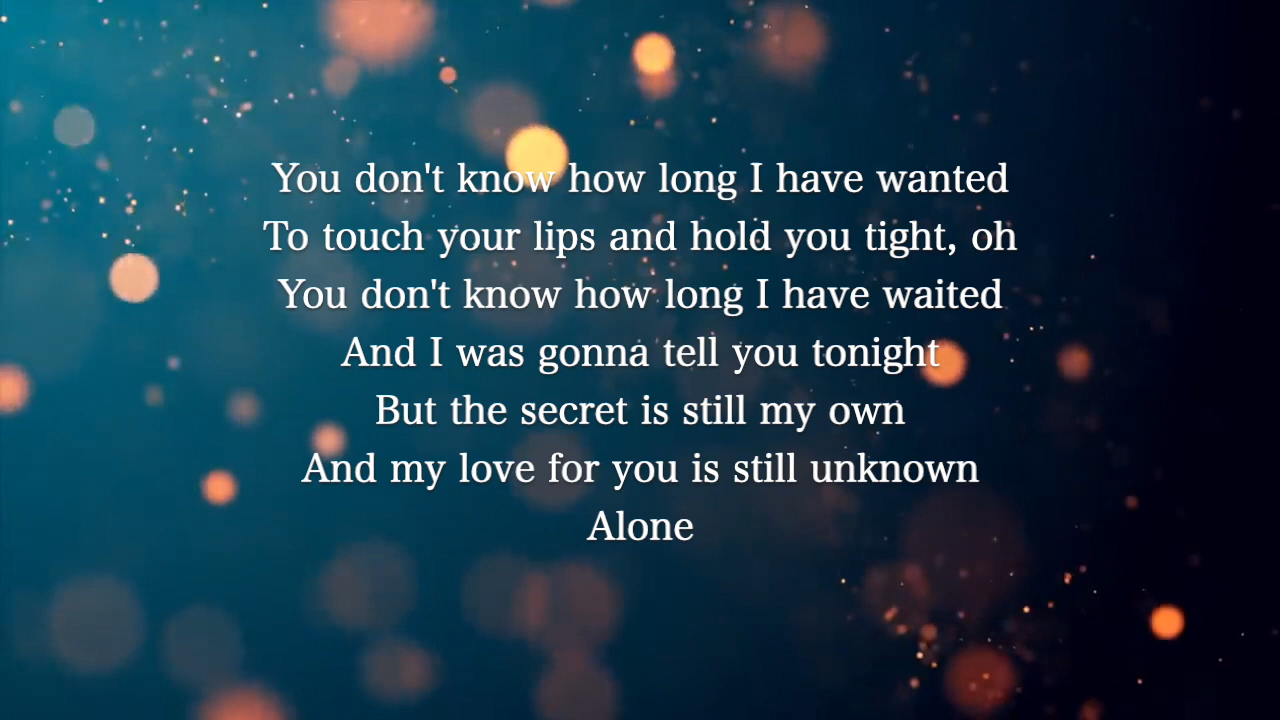 You don't know how long I have wanted
To touch your lips and hold you tight, oh
You don't know how long I have waited
And I was gonna tell you tonight
But the secret is still my own
And my love for you is still unknown
Alone